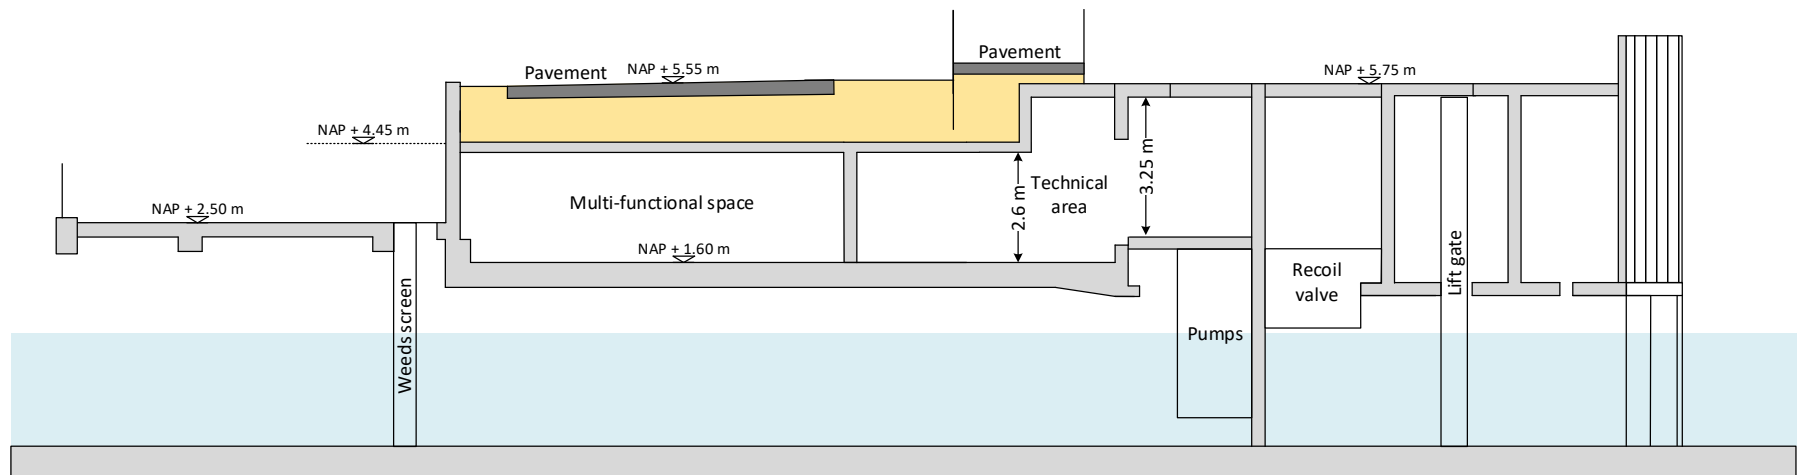 Pavement
Pavement
NAP + 5.55 m
NAP + 5.75 m
NAP + 4.45 m
3.25 m
Technical
area
2.6 m
Multi-functional space
NAP + 2.50 m
NAP + 1.60 m
Recoil
valve
Lift gate
Weeds screen
Pumps